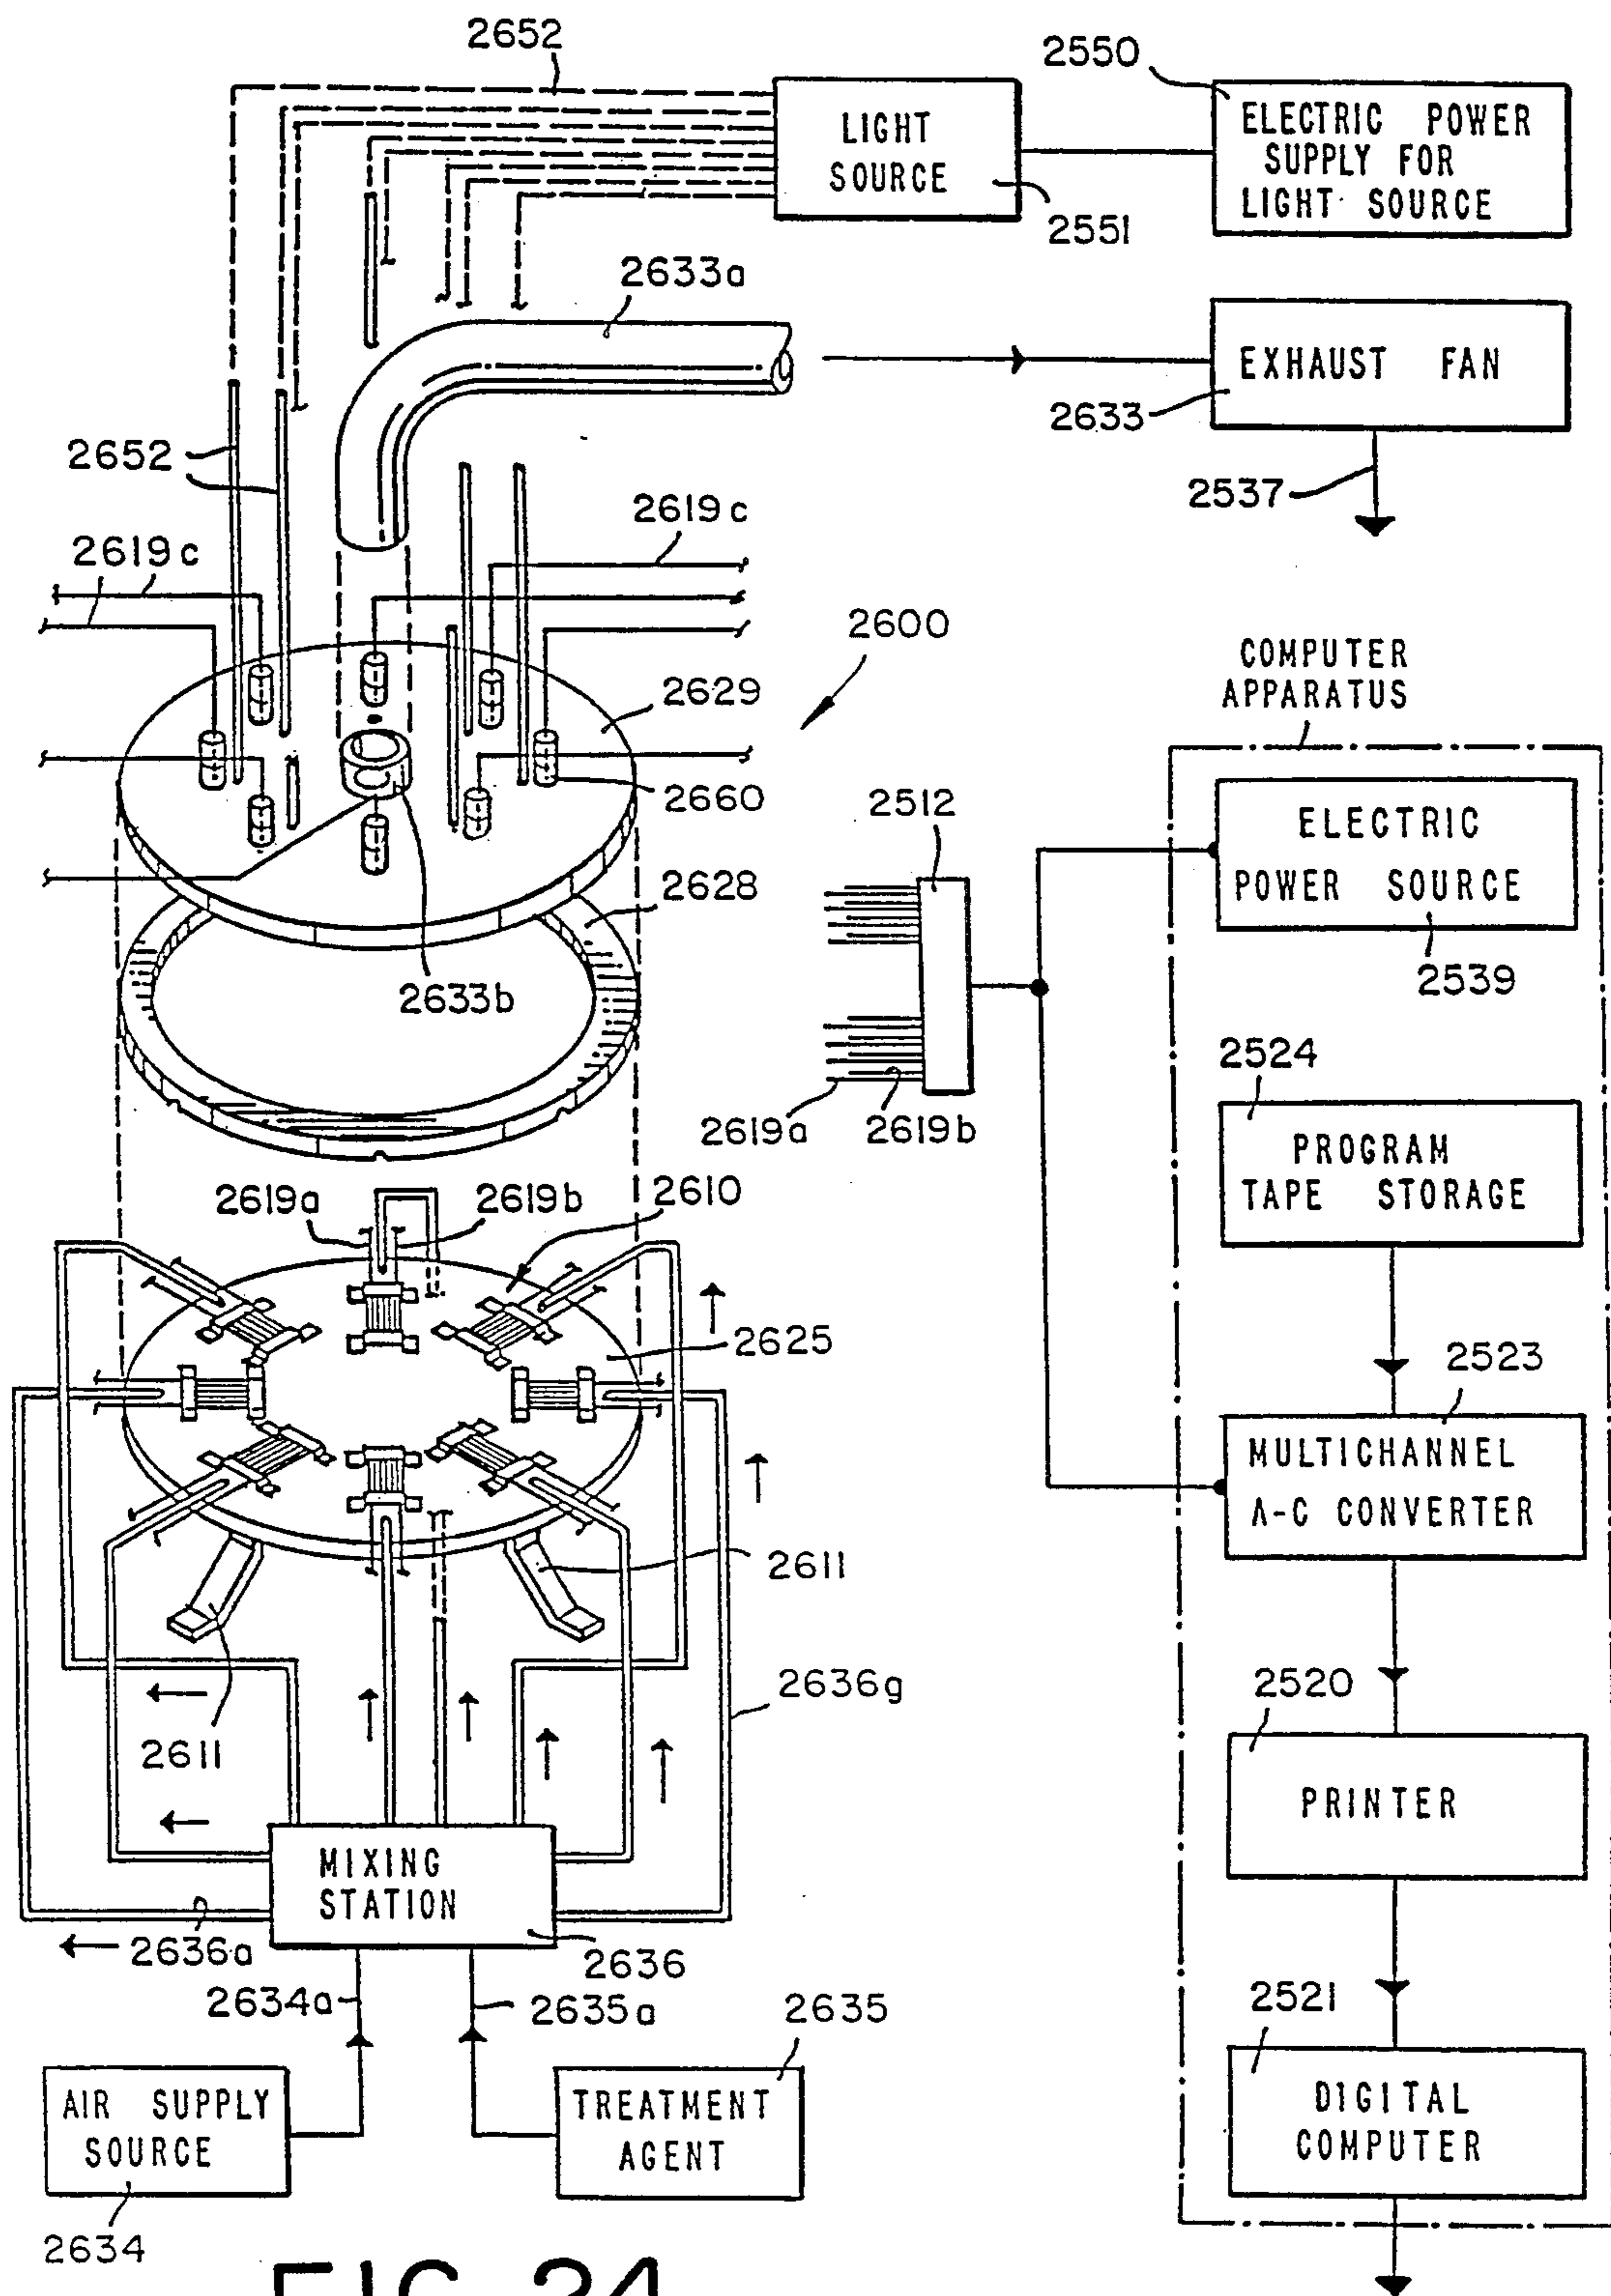 2652
2550
LIGHT
SOURCE
2551
ELECTRIC POWER
SUPPLY FOR
LIGHT SOURCE
2633a
EXHAUST FAN
2633
2537
2652
2619c
2619c
2600
2629
2660
2628
2633b
COMPUTER
APPARATUS
2512
ELECTRIC
POWER SOURCE
2539
2619a
2619b
2524
PROGRAM
TAPE STORAGE
2619a
2619b
2610
2625
2523
MULTICHANNEL
A-C CONVERTER
2611
2611
2636g
2520
PRINTER
MIXING
STATION
2636a
2636
2634a
2635a
2635
2521
DIGITAL
COMPUTER
AIR SUPPLY
SOURCE
2634
TREATMENT
AGENT
FIG. 24